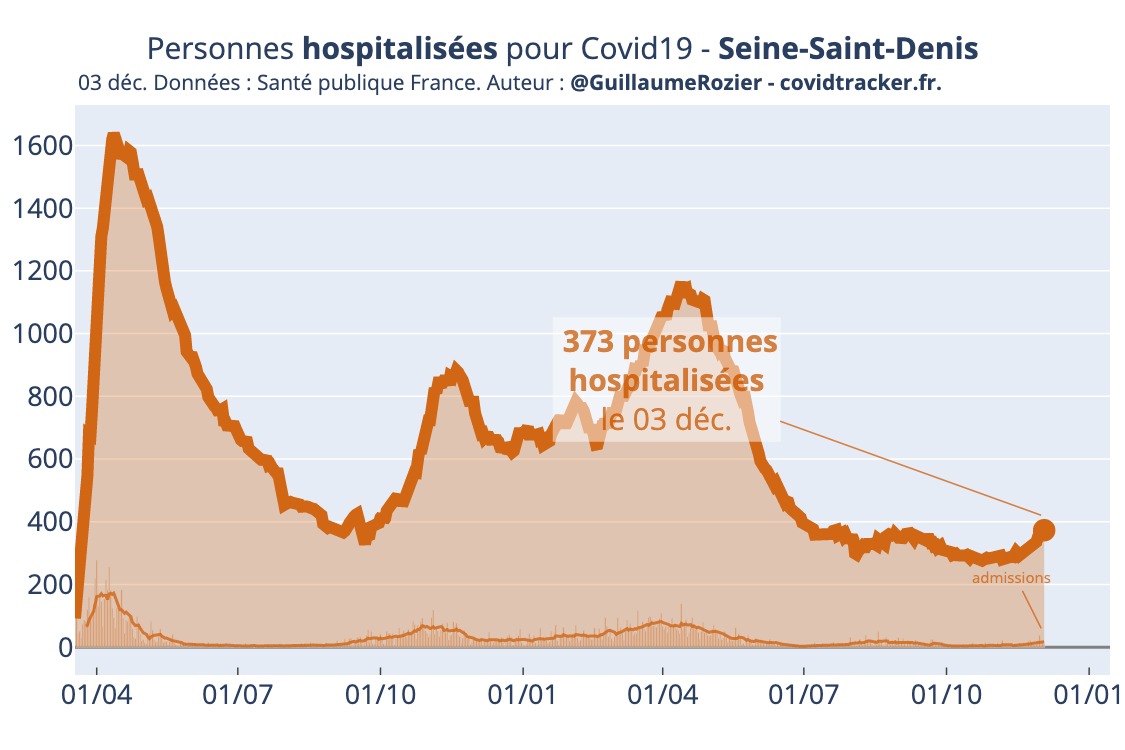 Personnes hospitalisées pour Covid19 - Seine-Saint-Denis
03 déc. Données : Santé publique France. Auteur : @GuillaumeRozier - covidtracker.fr.
1600
1400
1200
1000
800
600
400
200
0
373 personnes
hospitalisées
le 03 déc.
admissions
01/04 01/07 01/10 01/01 01/04 01/07 01/10 01/01